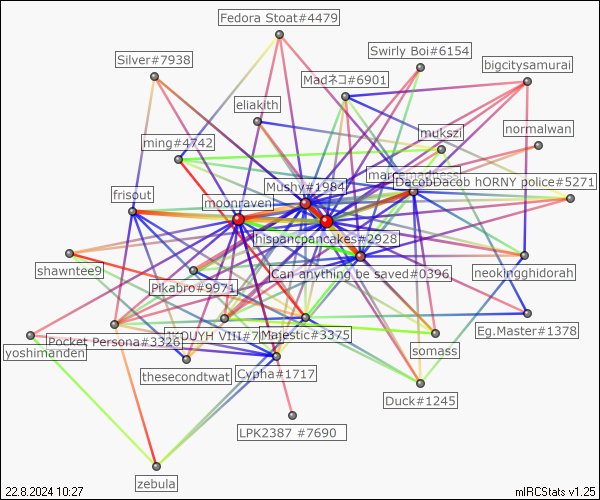 Fedora Stoat#4479
Swirly Boi#6154
Silver#7938
bigcitysamurai
Madネコ#6901
eliakith
mukszi
normalwan
ming#4742
marcsmadness
Mushy#1984
DacobDacob hORNY police#5271
frisout
moonraven
hispancpancakes#2928
shawntee9
Can anything be saved#0396
neokingghidorah
Pikabro#9971
Eg.Master#1378
Pocket Persona#3326
Majestic#3375
yoshimanden
somass
thesecondtwat
Cypha#1717
Duck#1245
LPK2387 #7690
zebula
22.8.2024 10:27
mIRCStats v1.25